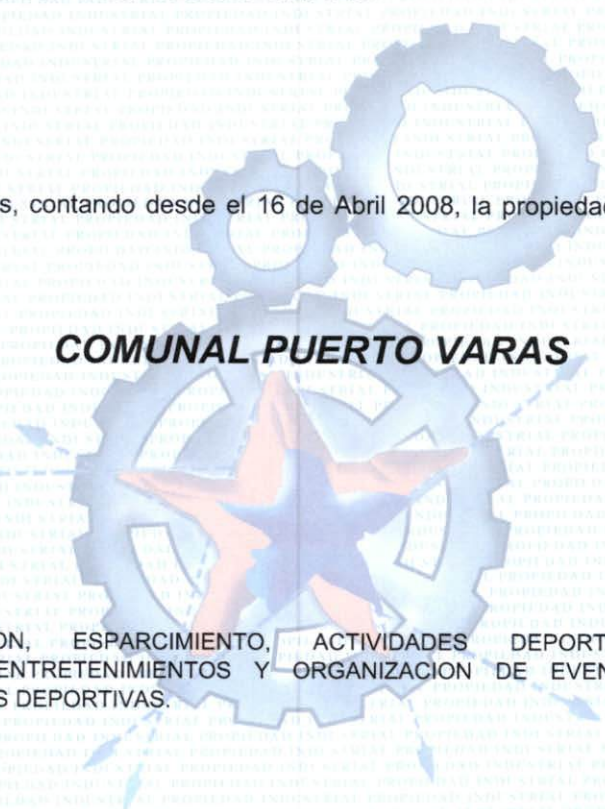 s, contando desde el 16 de Abril 2008, la propiedad
COMUNAL PUERTO VARAS
ON, ESPARCIMIENTO, ACTIVIDADES DEPORT
ENTRETENIMIENTOS Y ORGANIZACION DE EVEN
S DEPORTIVAS.